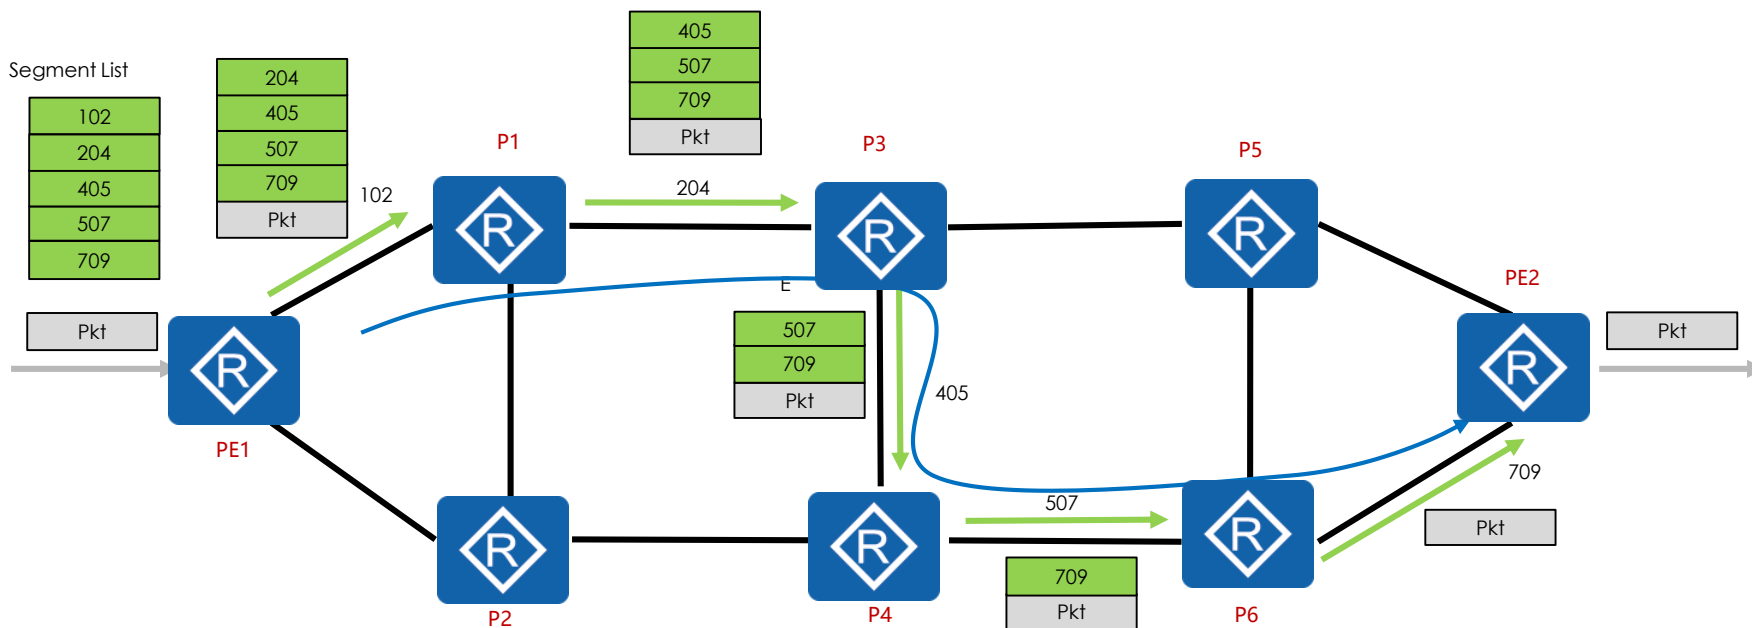 Segment List
102
204
405
507
709
Pkt
204
405
507
709
Pkt
102
405
507
709
Pkt
204
P1
P3
P5
PE2
R
R
R
E
507
709
Pkt
405
Pkt
R
R
PE1
R
R
R
507
709
Pkt
709
Pkt
P2
P4
P6